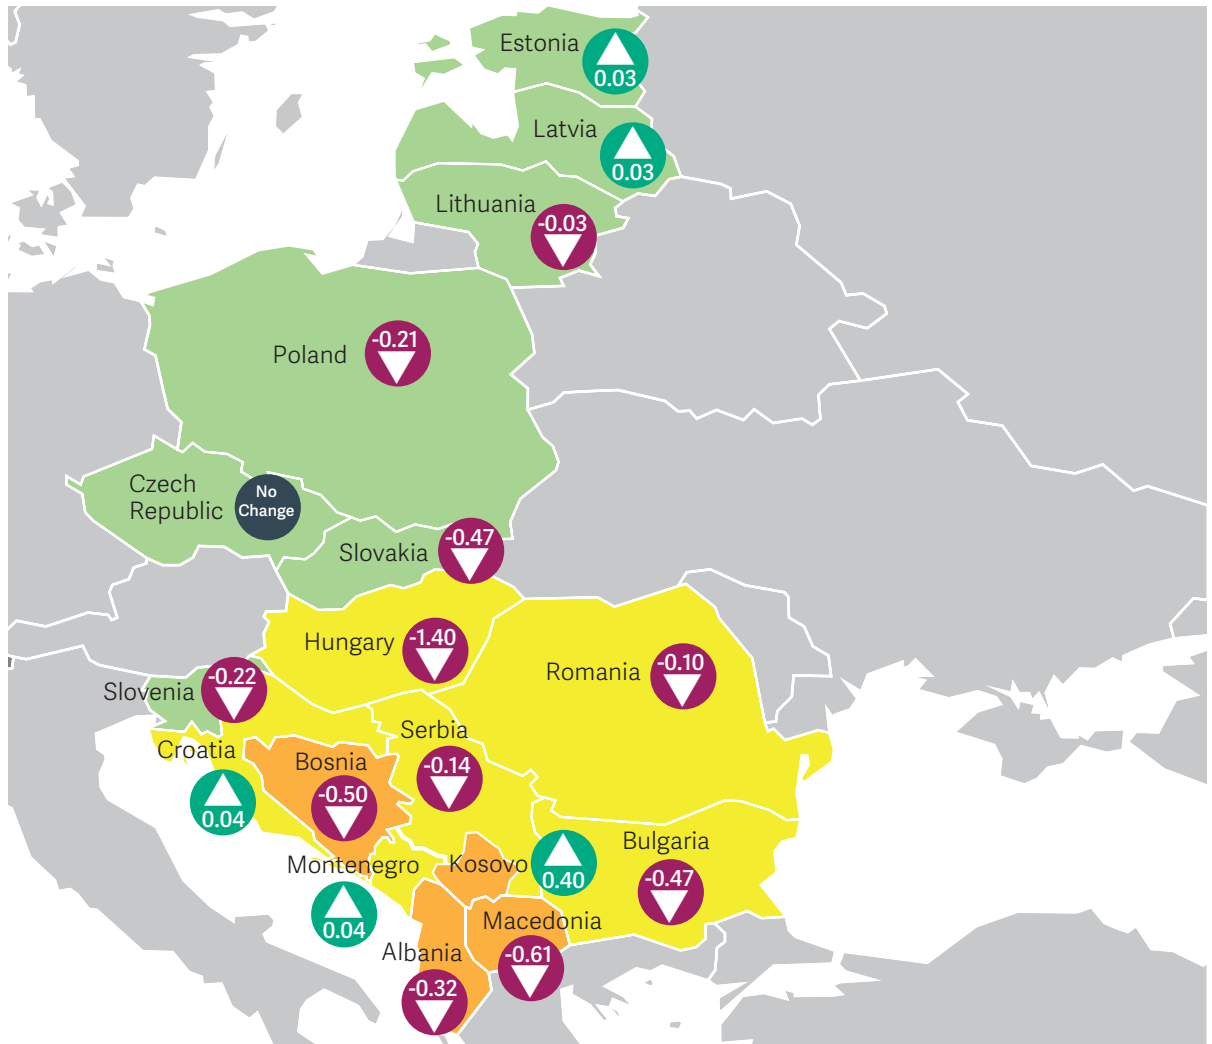 Estonia
0.03
Latvia
0.03
Lithuania
-0.03
Poland
-0.21
Czech
Republic
No
Change
Slovakia
-0.47
Hungary
-1.40
Romania
-0.10
Slovenia
-0.22
Croatia
0.04
Serbia
-0.14
Bosnia
-0.50
Montenegro
0.04
Kosovo
0.40
Bulgaria
-0.47
Macedonia
-0.61
Albania
-0.32